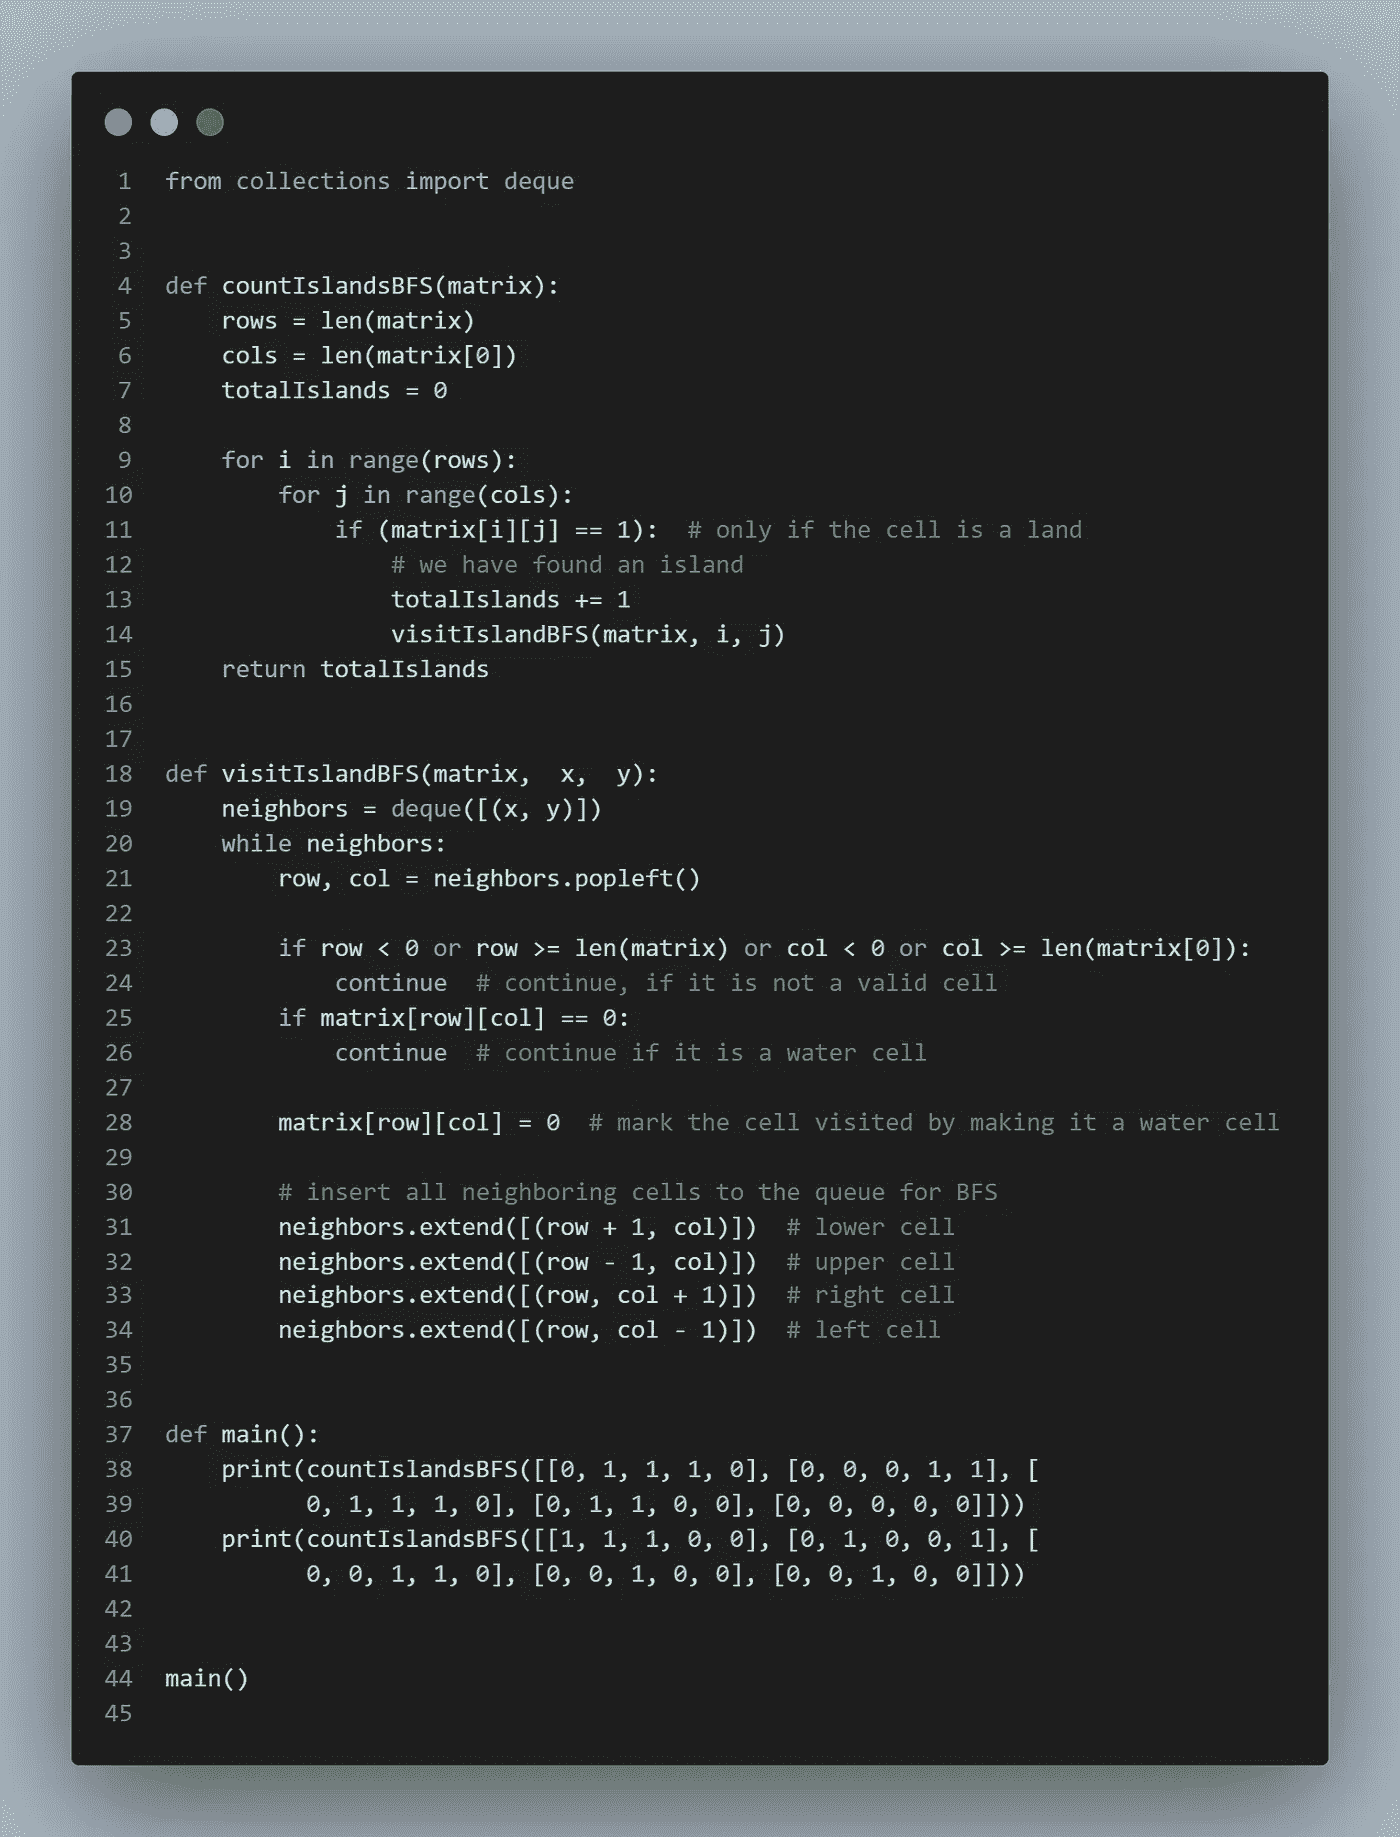 1 from collections import deque
2
3
4 def countIslandsBFS(matrix):
5     rows = len(matrix)
6     cols = len(matrix[0])
7     totalIslands = 0
8
9     for i in range(rows):
10         for j in range(cols):
11             if (matrix[i][j] == 1):  # only if the cell is a land
12                 # we have found an island
13                 totalIslands += 1
14                 visitIslandBFS(matrix, i, j)
15     return totalIslands
16
17
18 def visitIslandBFS(matrix,  x,  y):
19     neighbors = deque([(x, y)])
20     while neighbors:
21         row, col = neighbors.popleft()
22
23         if row < 0 or row >= len(matrix) or col < 0 or col >= len(matrix[0]):
24             continue  # continue, if it is not a valid cell
25         if matrix[row][col] == 0:
26             continue  # continue if it is a water cell
27
28         matrix[row][col] = 0  # mark the cell visited by making it a water cell
29
30         # insert all neighboring cells to the queue for BFS
31         neighbors.extend([(row + 1, col)])  # lower cell
32         neighbors.extend([(row - 1, col)])  # upper cell
33         neighbors.extend([(row, col + 1)])  # right cell
34         neighbors.extend([(row, col - 1)])  # left cell
35
36
37 def main():
38     print(countIslandsBFS([[0, 1, 1, 1, 0], [0, 0, 0, 1, 1], [
39           0, 1, 1, 1, 0], [0, 1, 1, 0, 0], [0, 0, 0, 0, 0]]))
40     print(countIslandsBFS([[1, 1, 1, 0, 0], [0, 1, 0, 0, 1], [
41           0, 0, 1, 1, 0], [0, 0, 1, 0, 0], [0, 0, 1, 0, 0]]))
42
43
44 main()
45